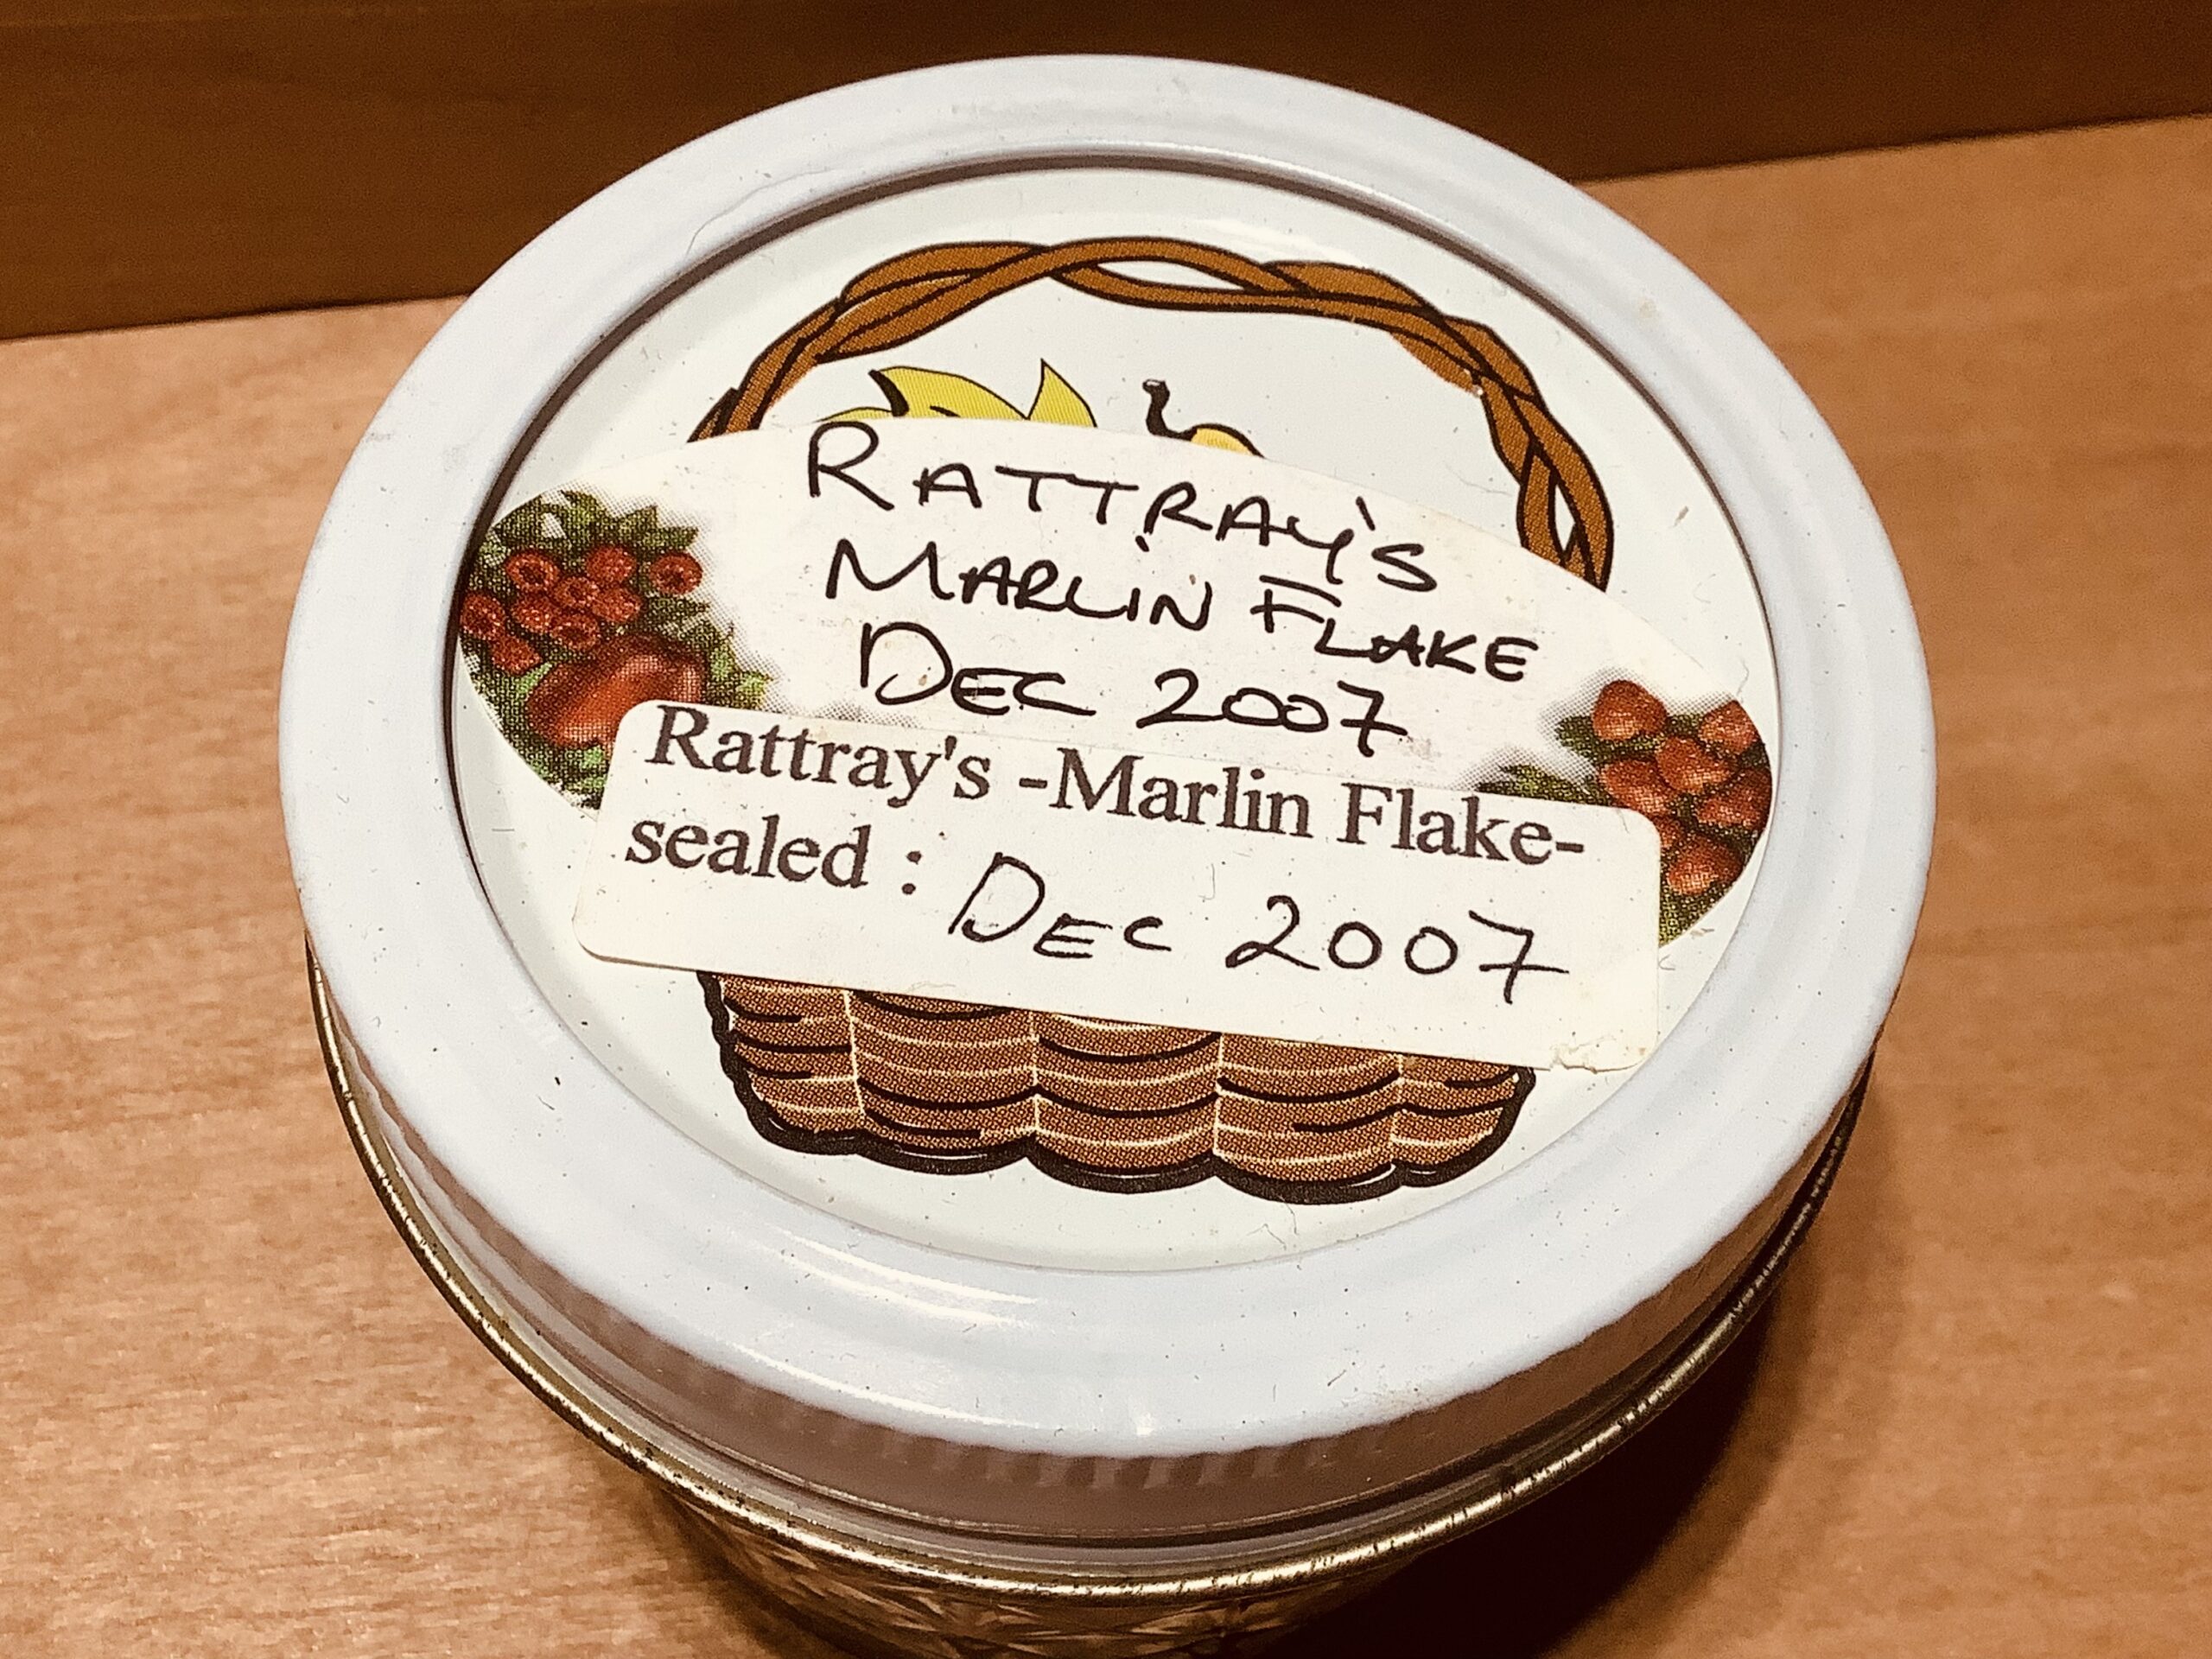 RATTRAY'S
MARLIN FLAKE
DEC 2007
Rattray's -Marlin Flake-
sealed : DEC 2007